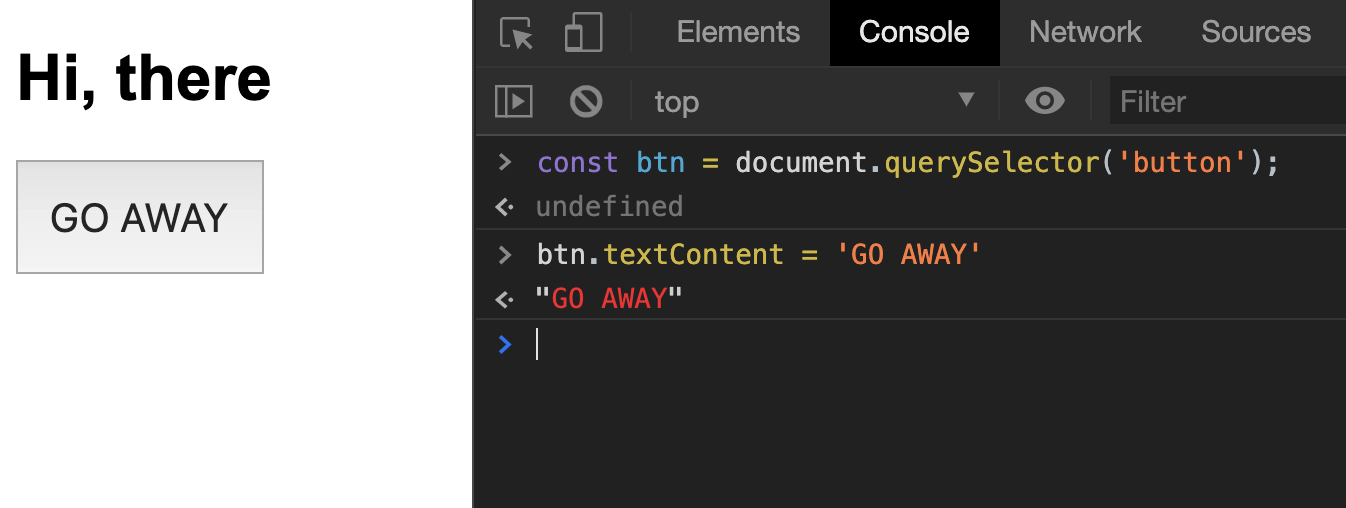 Hi, there
GO AWAY
Elements Console Network Sources
top Filter
const btn = document.querySelector('button');
undefined
btn.textContent = 'GO AWAY'
"GO AWAY"